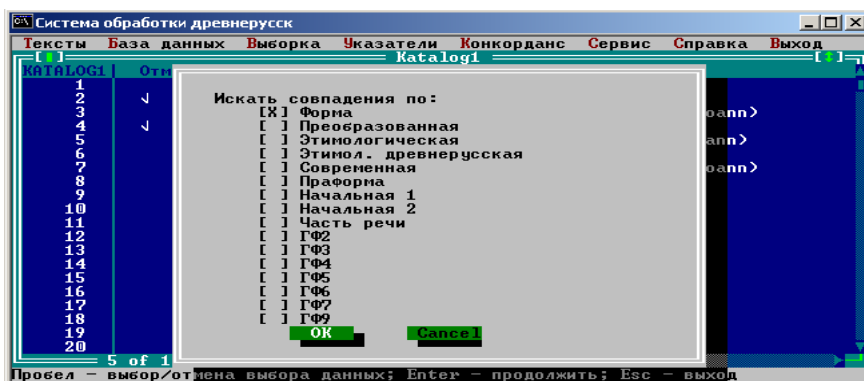 Система обработки древнерусск
Тексты База данных Выборка Указатели Конкорданс Сервис Справка Выход
Katalog1
KATALOG1 Отм
Искать совпадения по:
1
2 √
3 [X] Форма oann)
4 √ [ ] Преобразованная
5 [ ] Этимологическая ann)
6 [ ] Этимол. древнерусская
7 [ ] Современная oann)
8 [ ] Праформа
9 [ ] Начальная 1
10 [ ] Начальная 2
11 [ ] Часть речи
12 [ ] ГФ2
13 [ ] ГФ3
14 [ ] ГФ4
15 [ ] ГФ5
16 [ ] ГФ6
17 [ ] ГФ7
18 [ ] ГФ9
19 OK Cancel
20
5 of 1
Пробел – выбор/отмена выбора данных; Enter – продолжить; Esc – выход